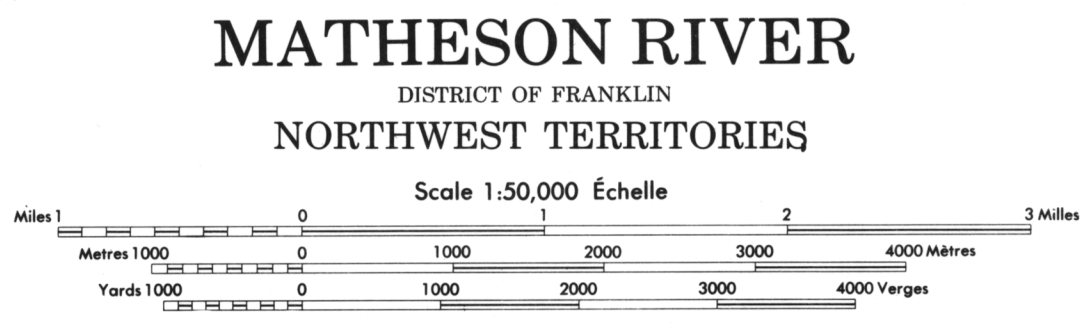 MATHESON RIVER
DISTRICT OF FRANKLIN
NORTHWEST TERRITORIES
Scale 1:50,000 Échelle
Miles 1 0 1 2 3 Milles
Metres 1000 0 1000 2000 3000 4000 Mètres
Yards 1000 0 1000 2000 3000 4000 Verges